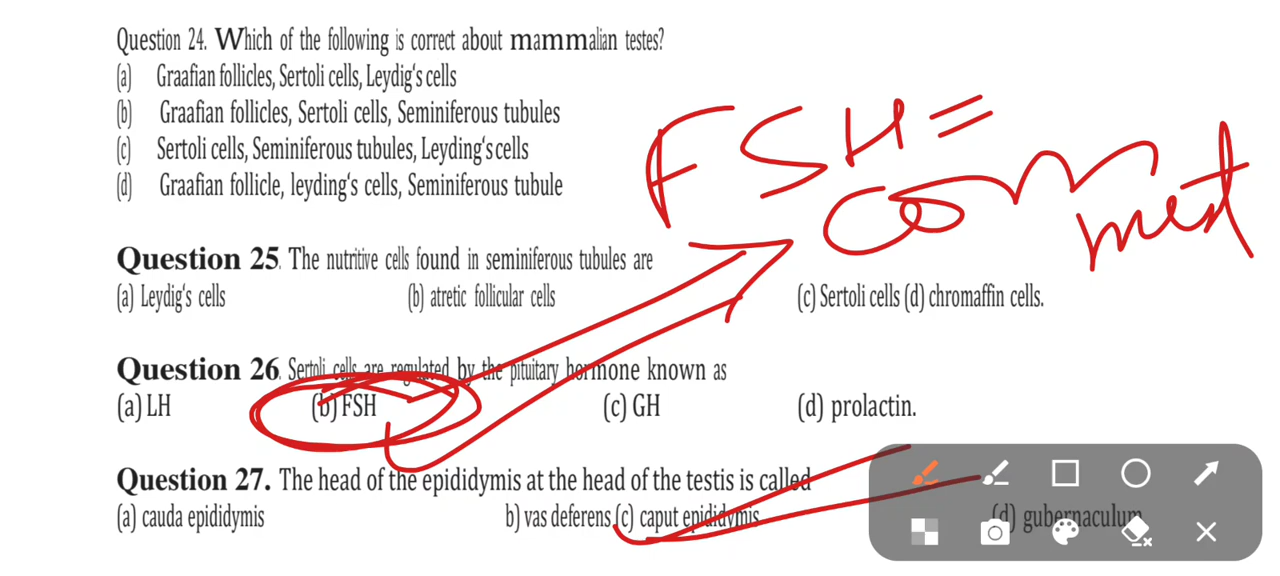 Question 24. Which of the following is correct about mammalian testes?
(a) Graafian follicles, Sertoli cells, Leydig's cells
(b) Graafian follicles, Sertoli cells, Seminiferous tubules
(c) Sertoli cells, Seminiferous tubules, Leyding's cells
(d) Graafian follicle, leyding's cells, Seminiferous tubule
FSH =
Question 25. The nutritive cells found in seminiferous tubules are
(a) Leydig's cells (b) atretic follicular cells (c) Sertoli cells (d) chromaffin cells.
Question 26. Sertoli cells are regulated by the pituitary hormone known as
(a) LH (b) FSH (c) GH (d) prolactin.
Question 27. The head of the epididymis at the head of the testis is called
(a) cauda epididymis b) vas deferens (c) caput epididymis (d) gubernaculum